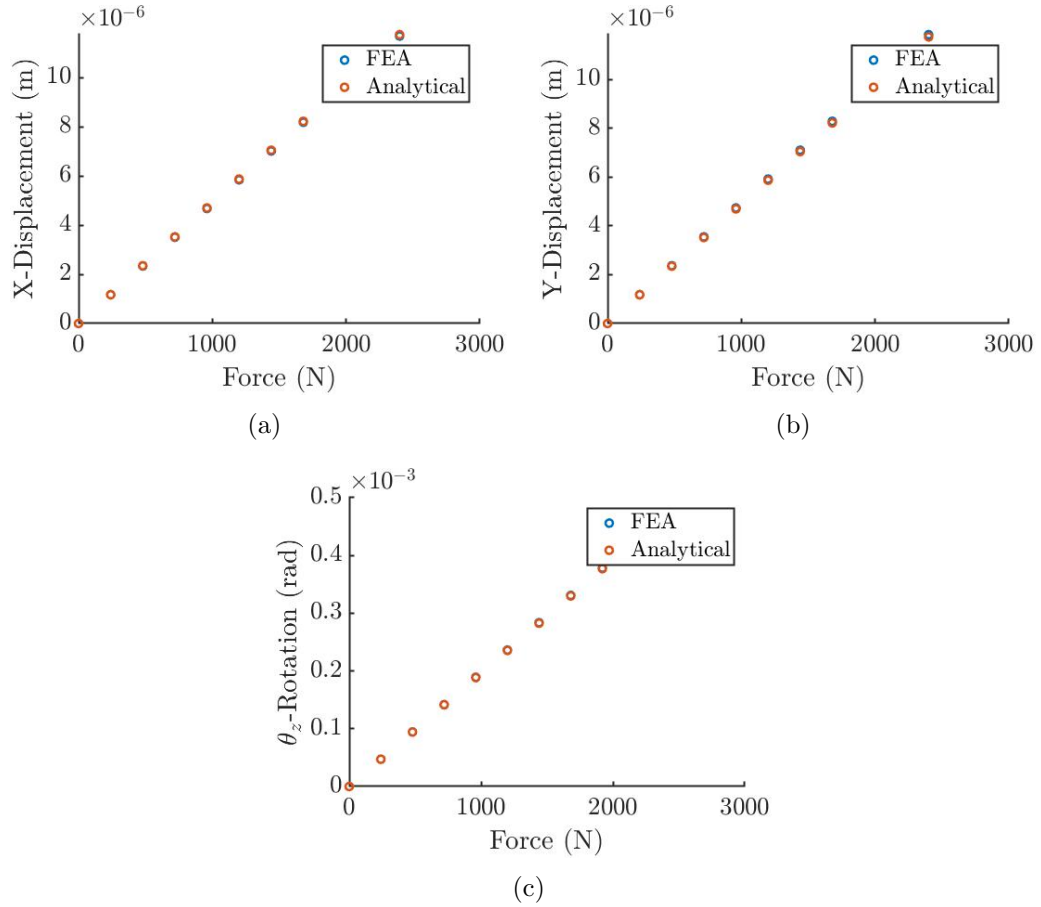 ×10⁻⁶
X-Displacement (m)
10
8
6
4
2
0
FEA
Analytical
0 1000 2000 3000
Force (N)
(a)
×10⁻⁶
Y-Displacement (m)
10
8
6
4
2
0
FEA
Analytical
0 1000 2000 3000
Force (N)
(b)
×10⁻³
θz-Rotation (rad)
0.5
0.4
0.3
0.2
0.1
0
FEA
Analytical
0 1000 2000 3000
Force (N)
(c)